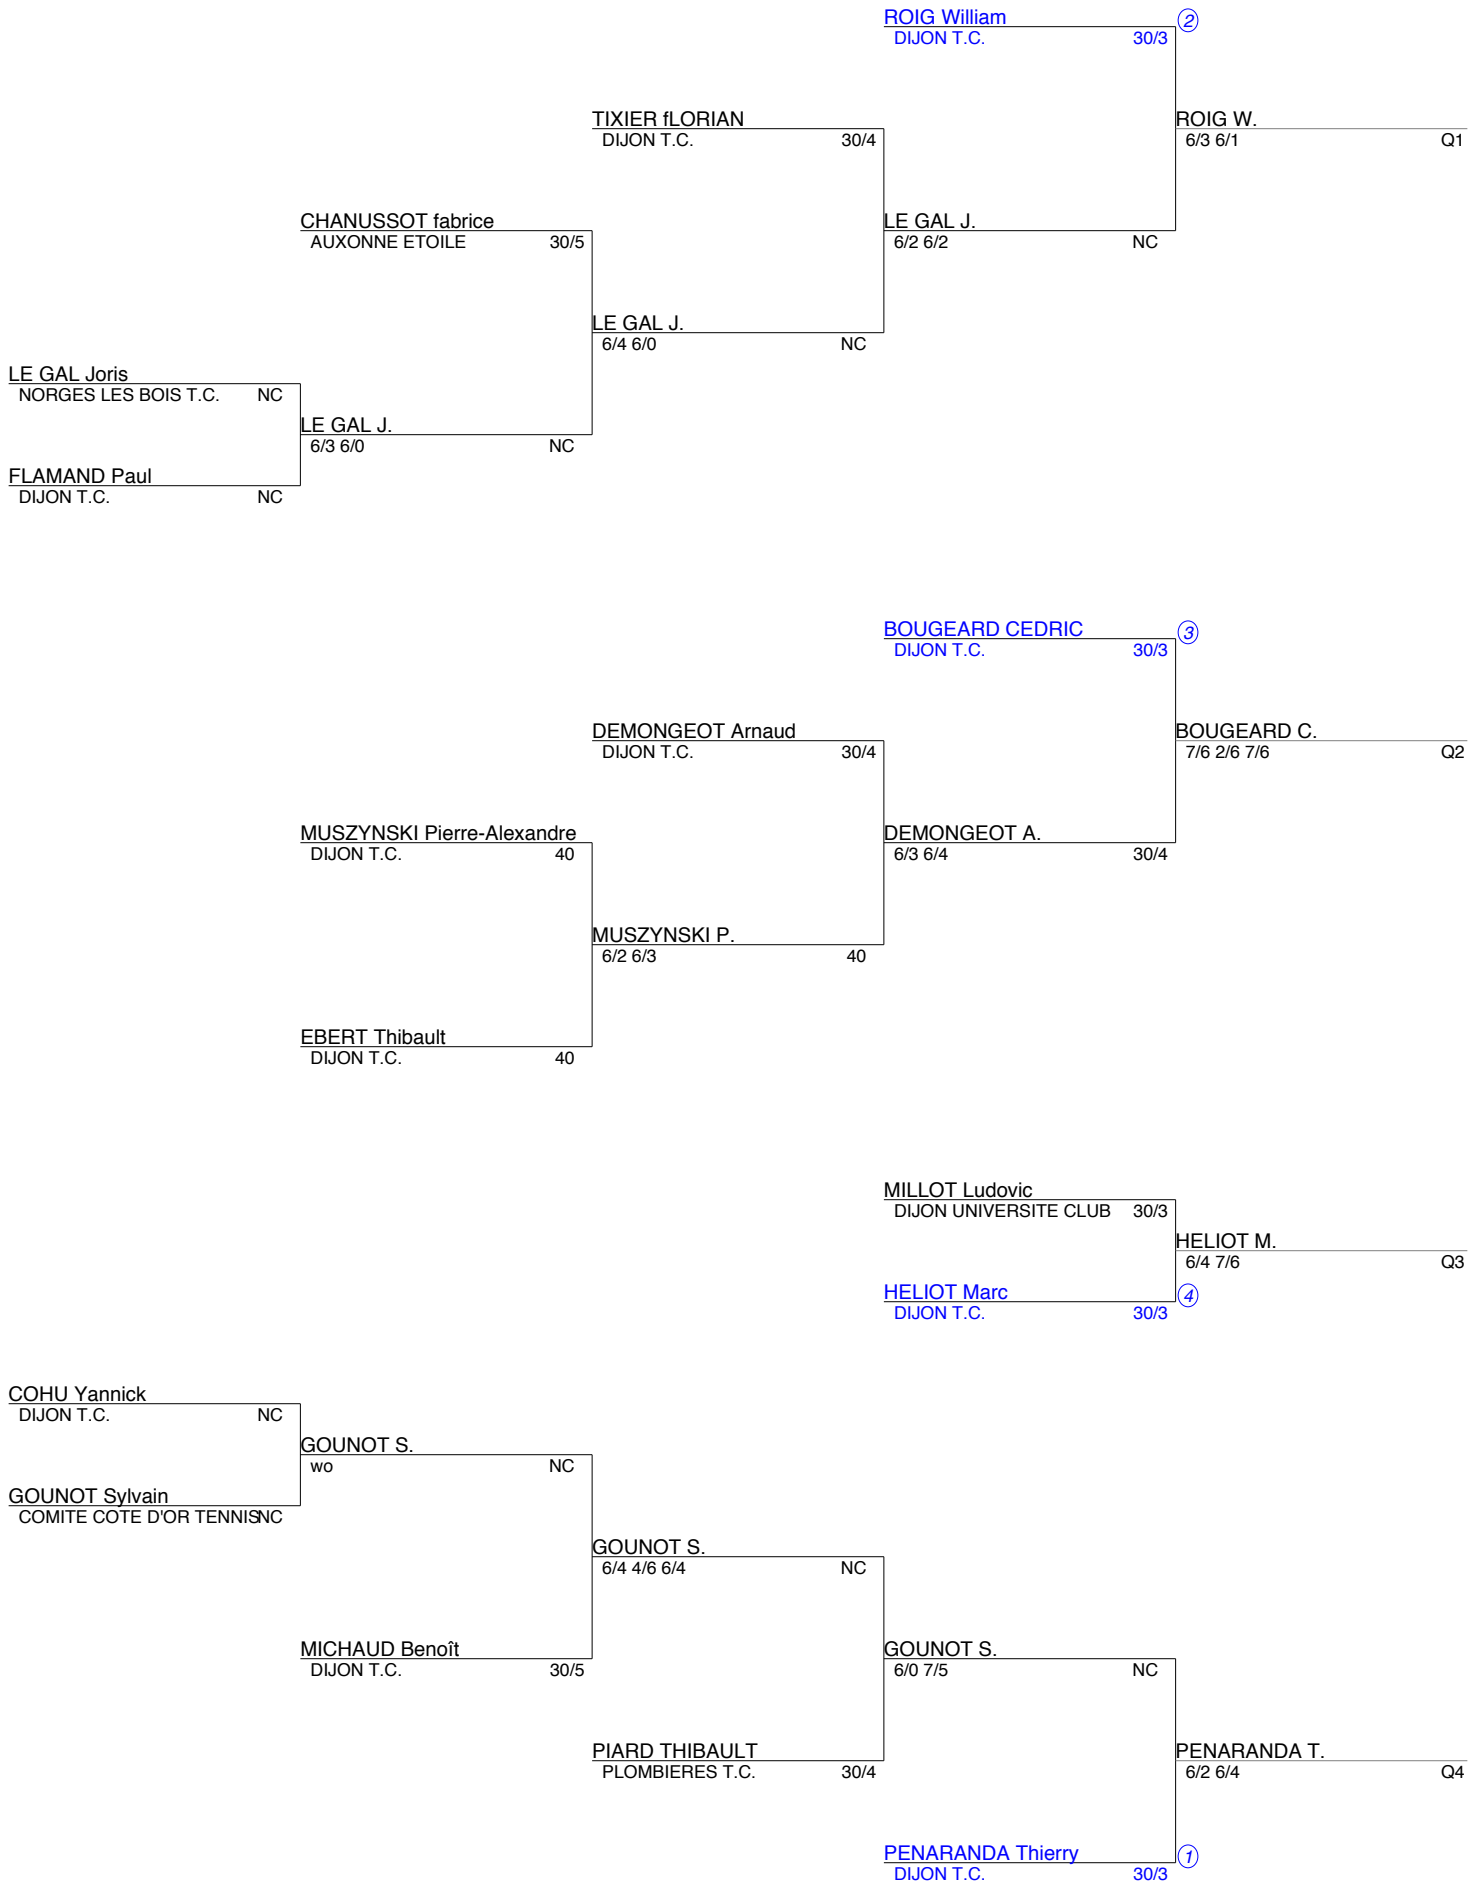 ROIG William
2
DIJON T.C. 30/3
TIXIER fLORIAN
DIJON T.C. 30/4
ROIG W.
6/3 6/1 Q1
CHANUSSOT fabrice
AUXONNE ETOILE 30/5
LE GAL J.
6/2 6/2 NC
LE GAL J.
6/4 6/0 NC
LE GAL Joris
NORGES LES BOIS T.C. NC
LE GAL J.
6/3 6/0 NC
FLAMAND Paul
DIJON T.C. NC
BOUGEARD CEDRIC
3
DIJON T.C. 30/3
DEMONGEOT Arnaud
DIJON T.C. 30/4
BOUGEARD C.
7/6 2/6 7/6 Q2
MUSZYNSKI Pierre-Alexandre
DIJON T.C. 40
DEMONGEOT A.
6/3 6/4 30/4
MUSZYNSKI P.
6/2 6/3 40
EBERT Thibault
DIJON T.C. 40
MILLOT Ludovic
DIJON UNIVERSITE CLUB 30/3
HELIOT M.
6/4 7/6 Q3
HELIOT Marc
4
DIJON T.C. 30/3
COHU Yannick
DIJON T.C. NC
GOUNOT S.
wo NC
GOUNOT Sylvain
COMITE COTE D'OR TENNIS NC
GOUNOT S.
6/4 4/6 6/4 NC
MICHAUD Benoît
DIJON T.C. 30/5
GOUNOT S.
6/0 7/5 NC
PIARD THIBAULT
PLOMBIERES T.C. 30/4
PENARANDA T.
6/2 6/4 Q4
PENARANDA Thierry
1
DIJON T.C. 30/3